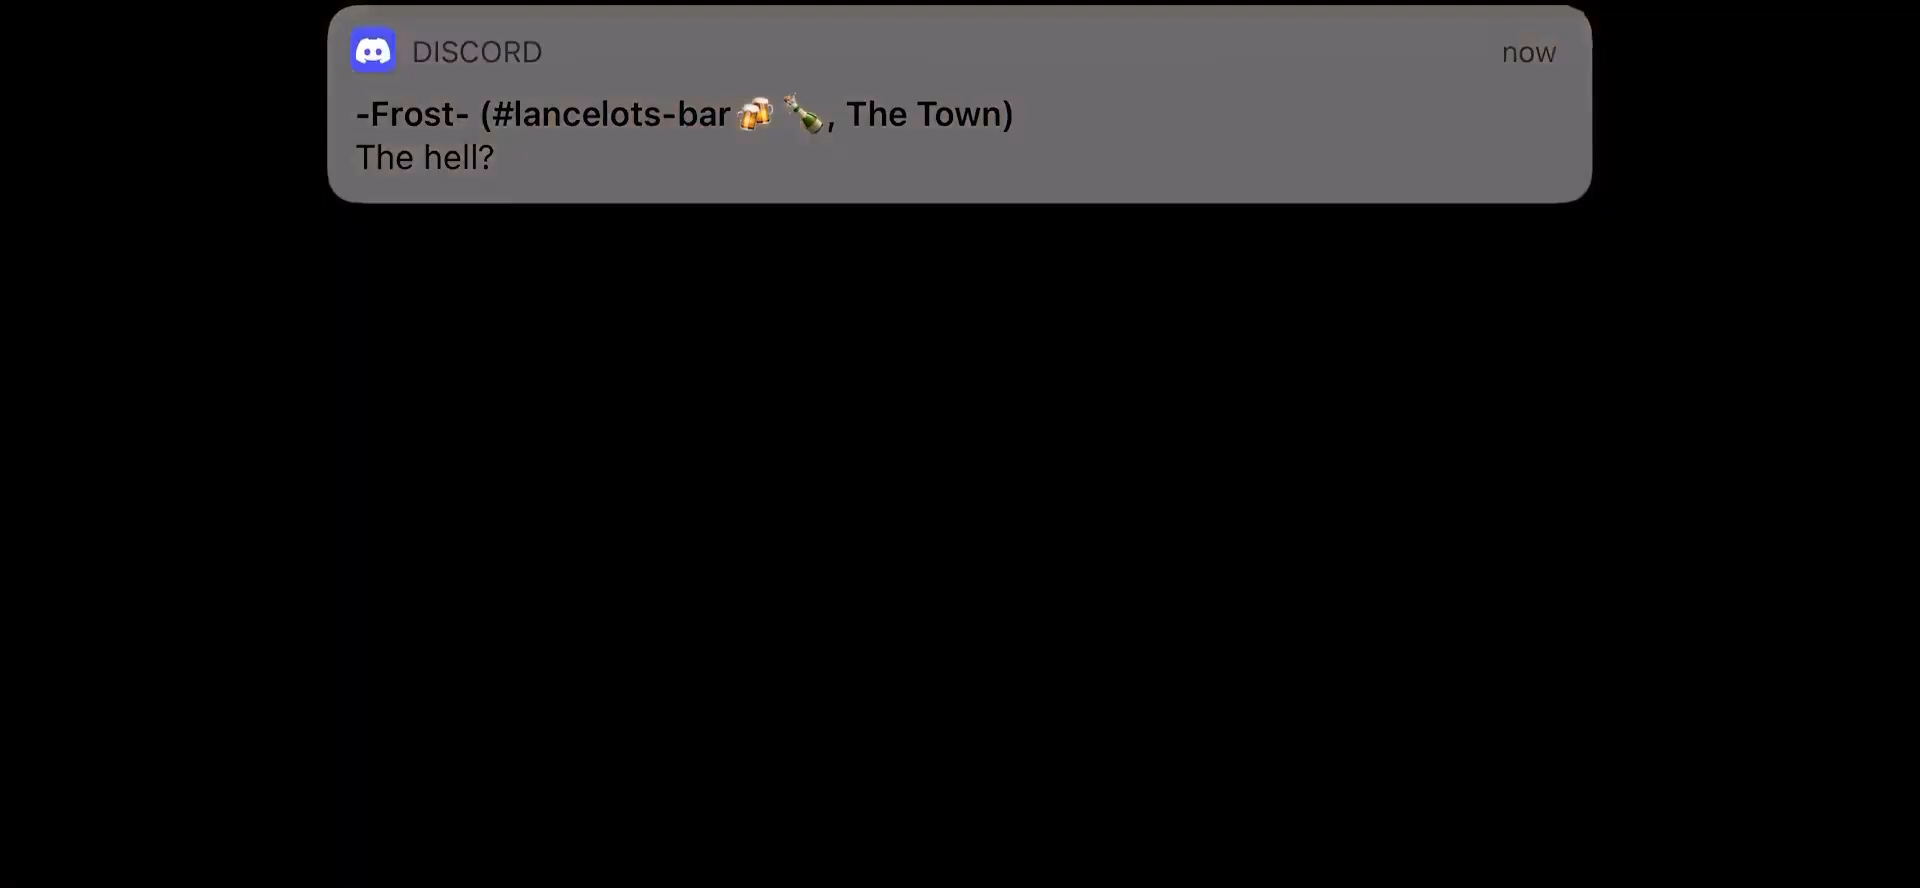 DISCORD now
-Frost- (#lancelots-bar🍻🍾, The Town)
The hell?